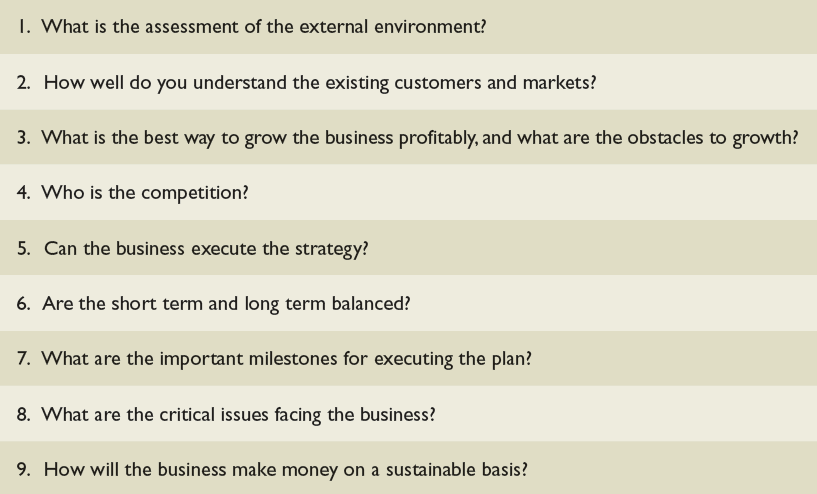 1. What is the assessment of the external environment?
2. How well do you understand the existing customers and markets?
3. What is the best way to grow the business profitably, and what are the obstacles to growth?
4. Who is the competition?
5. Can the business execute the strategy?
6. Are the short term and long term balanced?
7. What are the important milestones for executing the plan?
8. What are the critical issues facing the business?
9. How will the business make money on a sustainable basis?